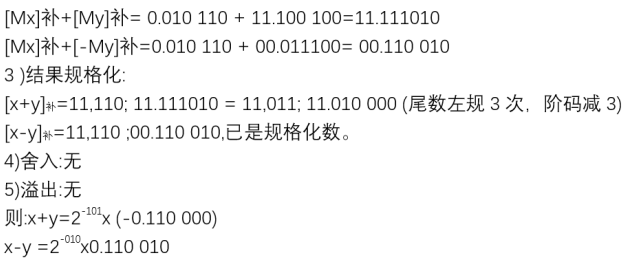 [Mx]补+[My]补= 0.010 110 + 11.100 100=11.111010
[Mx]补+[-My]补=0.010 110 + 00.011100= 00.110 010
3 )结果规格化:
[x+y]补=11,110; 11.111010 = 11,011; 11.010 000 (尾数左规 3 次，阶码减 3)
[x-y]补=11,110 ;00.110 010,已是规格化数。
4)舍入:无
5)溢出:无
则:x+y=2-101x (-0.110 000)
x-y =2-010x0.110 010